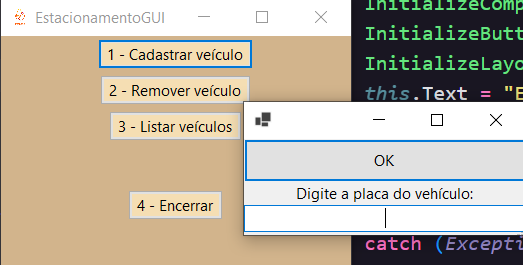 EstacionamentoGUI
1 - Cadastrar veículo
2 - Remover veículo
3 - Listar veículos
4 - Encerrar
OK
Digite a placa do vehículo:
InitializeComp
InitializeButt
InitializeLayo
this.Text = "E
catch (Excepti